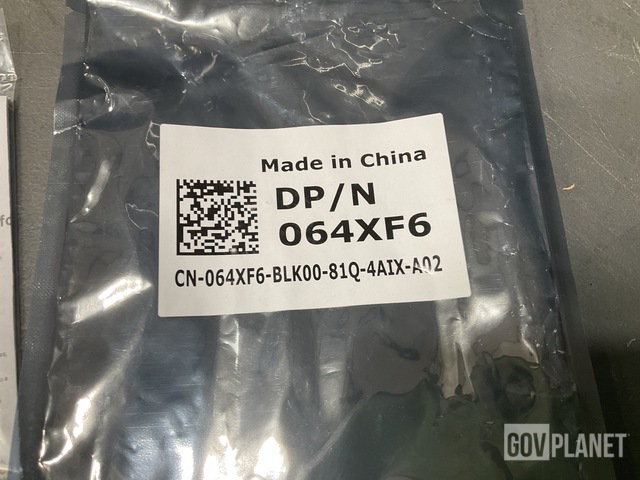 Made in China
DP/N
064XF6
CN-064XF6-BLK00-81Q-4AIX-A02
GOVPLANET